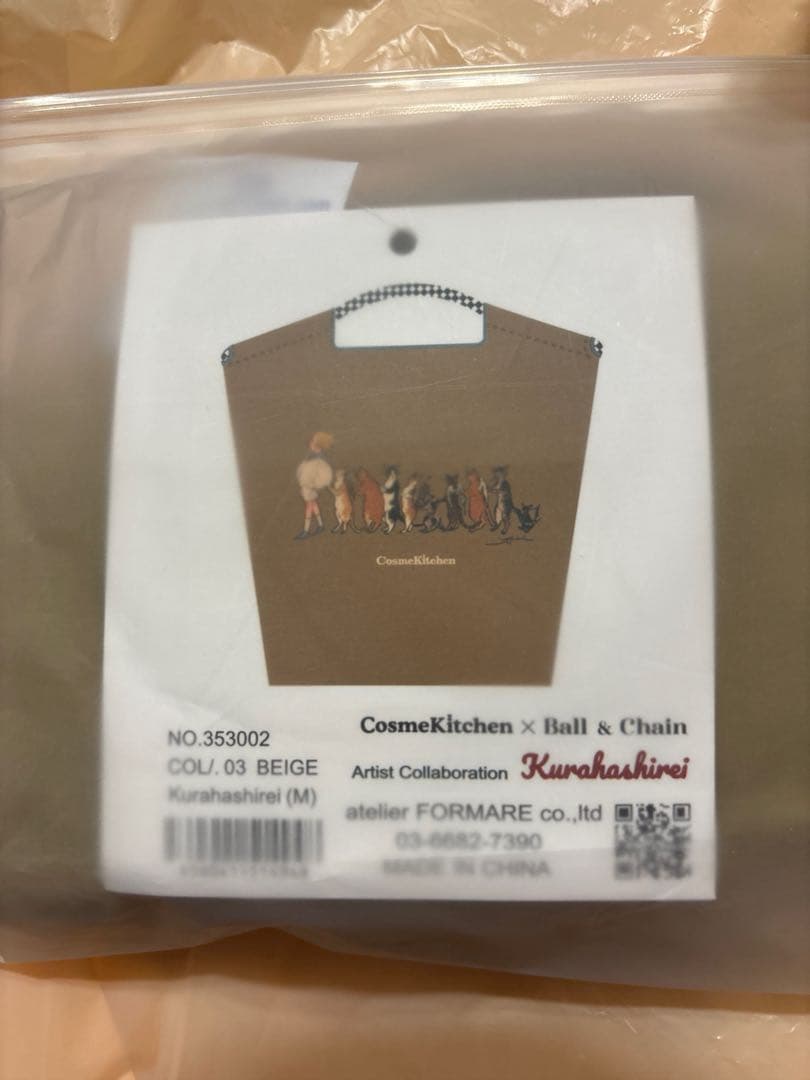 CosmeKitchen
CosmeKitchen × Ball & Chain
NO.353002
COL/. 03 BEIGE
Artist Collaboration Kurahashirei
Kurahashirei (M)
atelier FORMARE co.,ltd
03-6682-7390
MADE IN CHINA